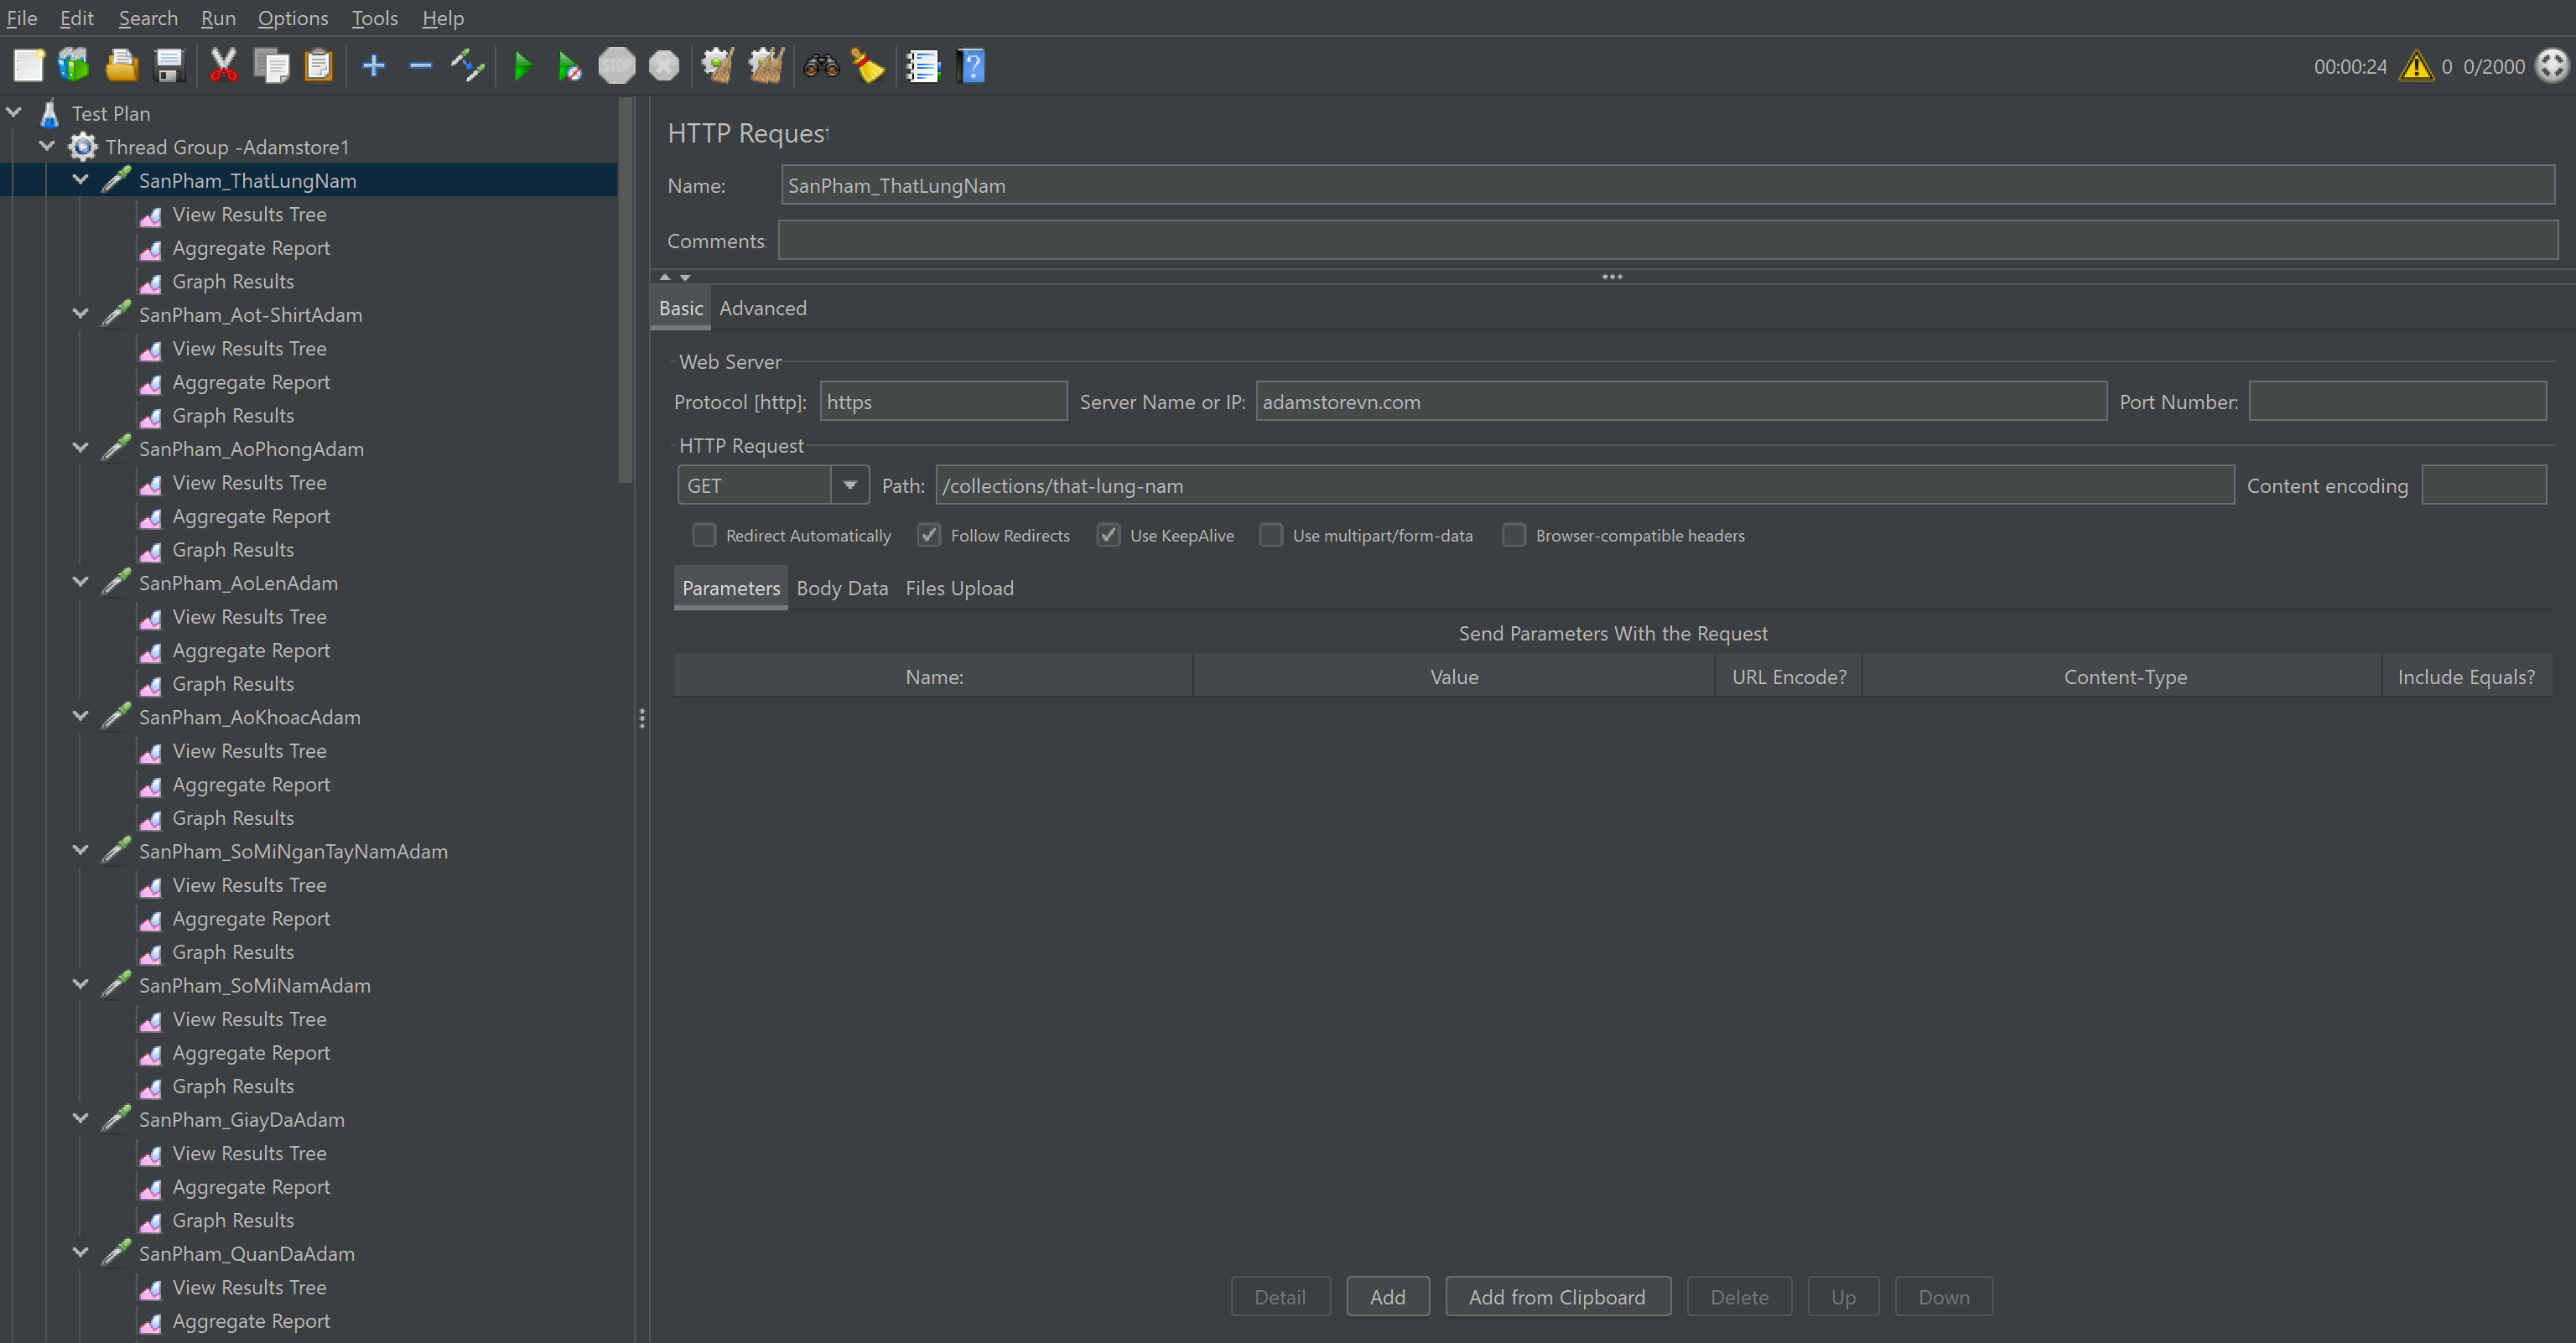 File Edit Search Run Options Tools Help
STOP
00:00:24 0 0/2000
Test Plan
Thread Group -Adamstore1
SanPham_ThatLungNam
View Results Tree
Aggregate Report
Graph Results
SanPham_Aot-ShirtAdam
View Results Tree
Aggregate Report
Graph Results
SanPham_AoPhongAdam
View Results Tree
Aggregate Report
Graph Results
SanPham_AoLenAdam
View Results Tree
Aggregate Report
Graph Results
SanPham_AoKhoacAdam
View Results Tree
Aggregate Report
Graph Results
SanPham_SoMiNganTayNamAdam
View Results Tree
Aggregate Report
Graph Results
SanPham_SoMiNamAdam
View Results Tree
Aggregate Report
Graph Results
SanPham_GiayDaAdam
View Results Tree
Aggregate Report
Graph Results
SanPham_QuanDaAdam
View Results Tree
Aggregate Report
HTTP Request
Name: SanPham_ThatLungNam
Comments:
Basic Advanced
Web Server
Protocol [http]: https Server Name or IP: adamstorevn.com Port Number:
HTTP Request
GET Path: /collections/that-lung-nam Content encoding
Redirect Automatically Follow Redirects Use KeepAlive Use multipart/form-data Browser-compatible headers
Parameters Body Data Files Upload
Send Parameters With the Request
Name: Value URL Encode? Content-Type Include Equals?
Detail Add Add from Clipboard Delete Up Down